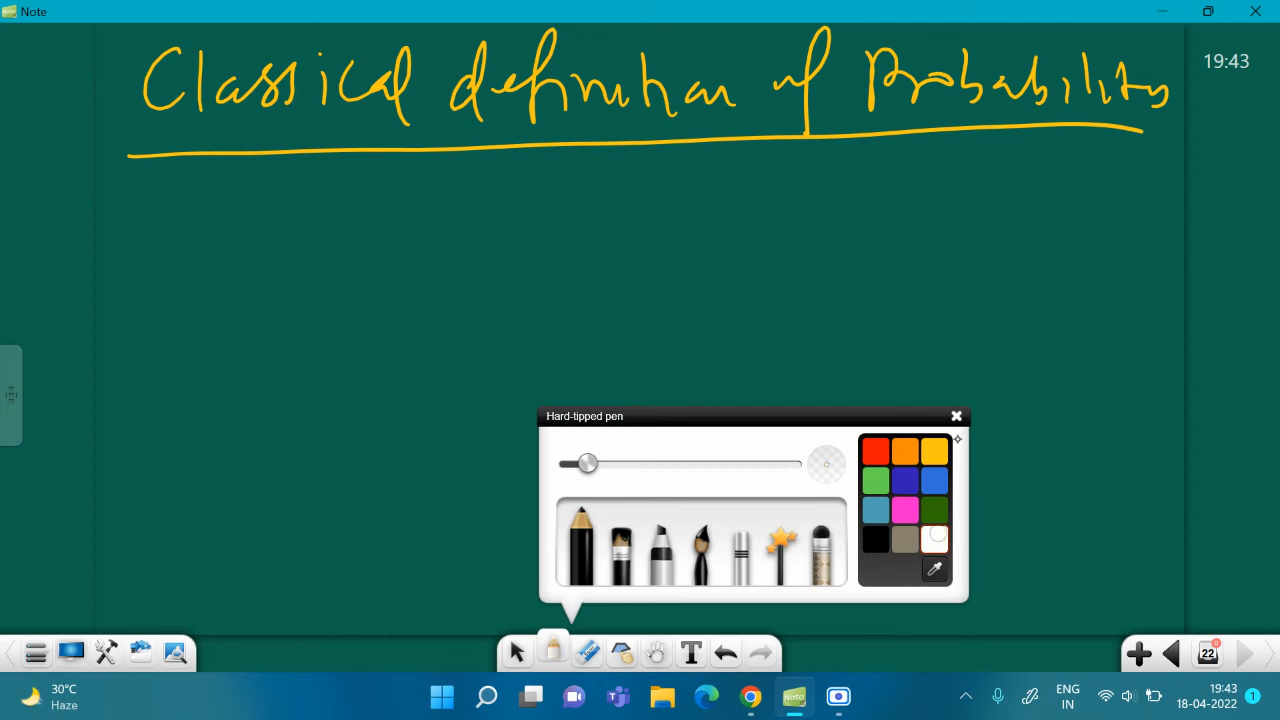 Note
19:43
Classical definition of Probability
Hard-tipped pen
T
22
30°C
Haze
Note
ENG
IN
19:43
18-04-2022
1